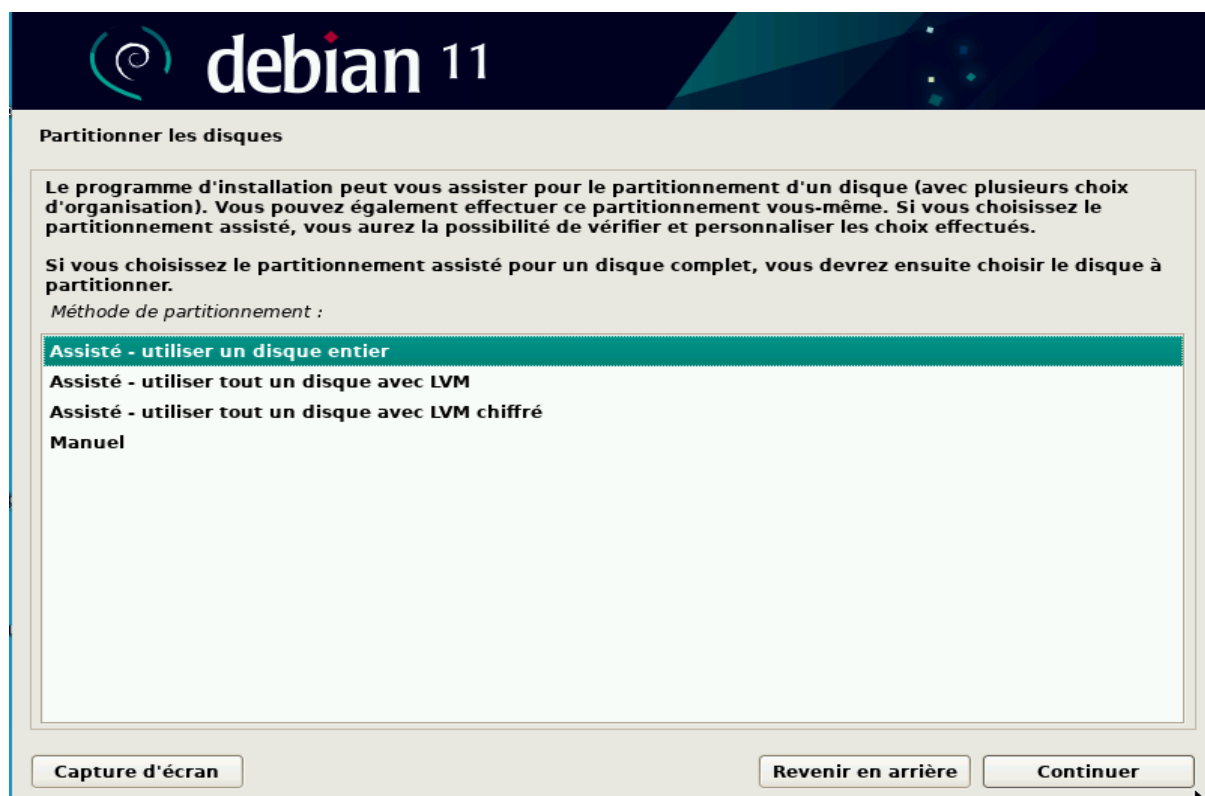 debian 11
Partitionner les disques
Le programme d'installation peut vous assister pour le partitionnement d'un disque (avec plusieurs choix
d'organisation). Vous pouvez également effectuer ce partitionnement vous-même. Si vous choisissez le
partitionnement assisté, vous aurez la possibilité de vérifier et personnaliser les choix effectués.
Si vous choisissez le partitionnement assisté pour un disque complet, vous devrez ensuite choisir le disque à
partitionner.
Méthode de partitionnement :
Assisté - utiliser un disque entier
Assisté - utiliser tout un disque avec LVM
Assisté - utiliser tout un disque avec LVM chiffré
Manuel
Capture d'écran Revenir en arrière Continuer